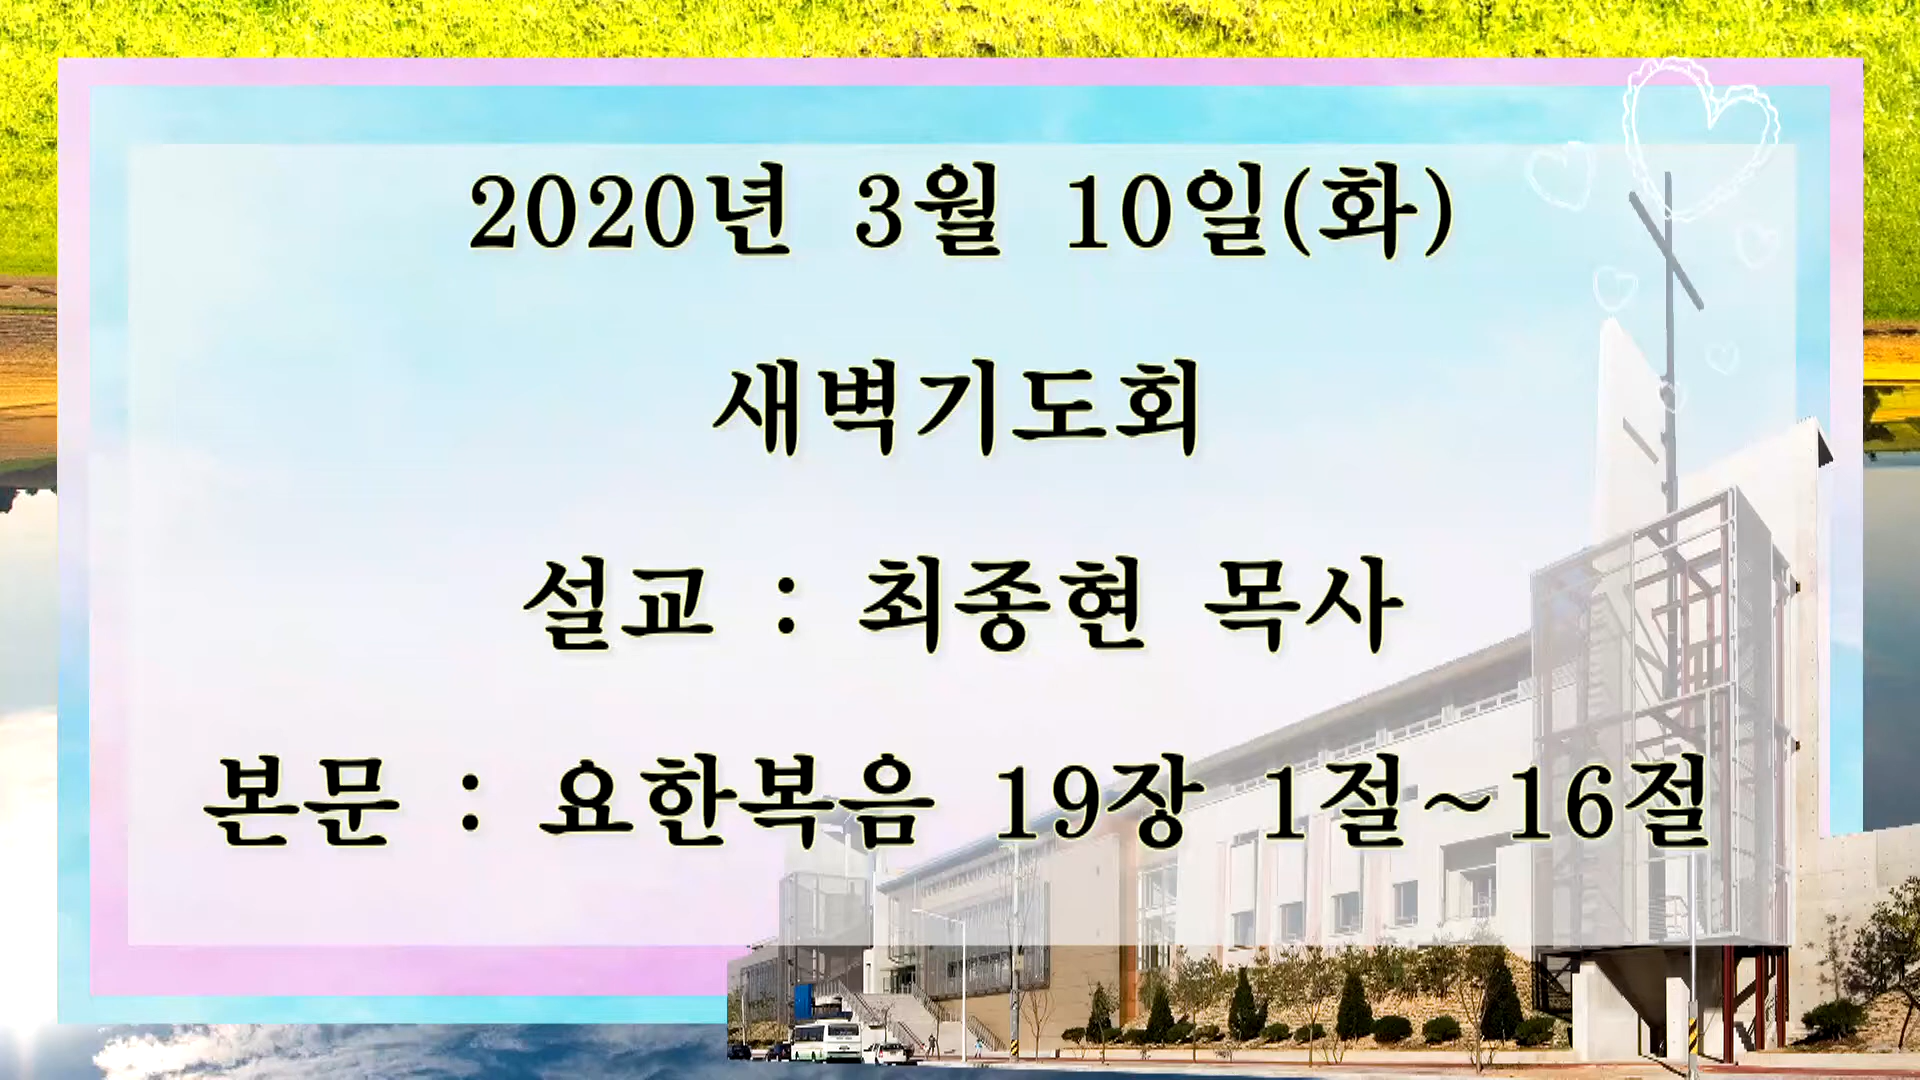 2020년 3월 10일(화)
새벽기도회
설교 : 최종현 목사
본문 : 요한복음 19장 1절~16절